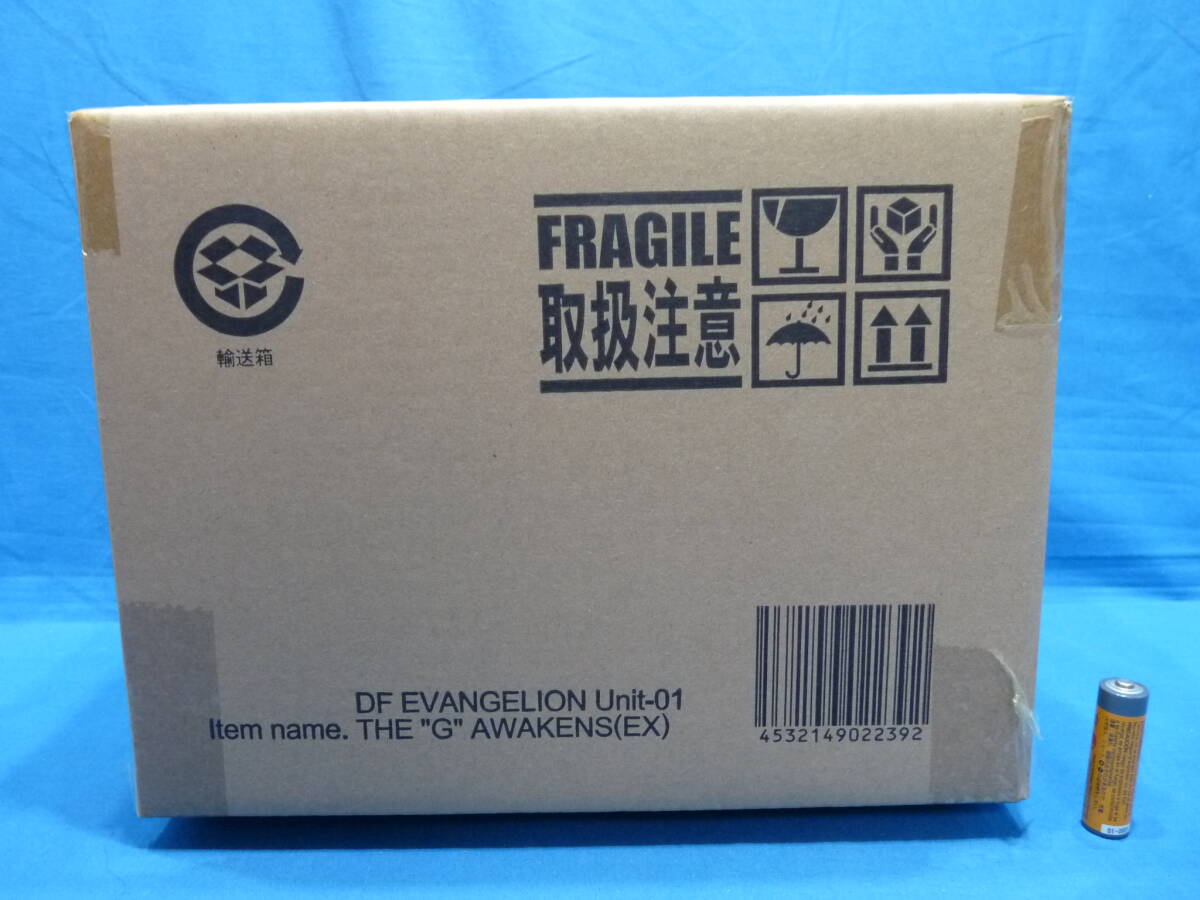 FRAGILE
取扱注意
輸送箱
DF EVANGELION Unit-01
Item name. THE "G" AWAKENS(EX)
4532149022392